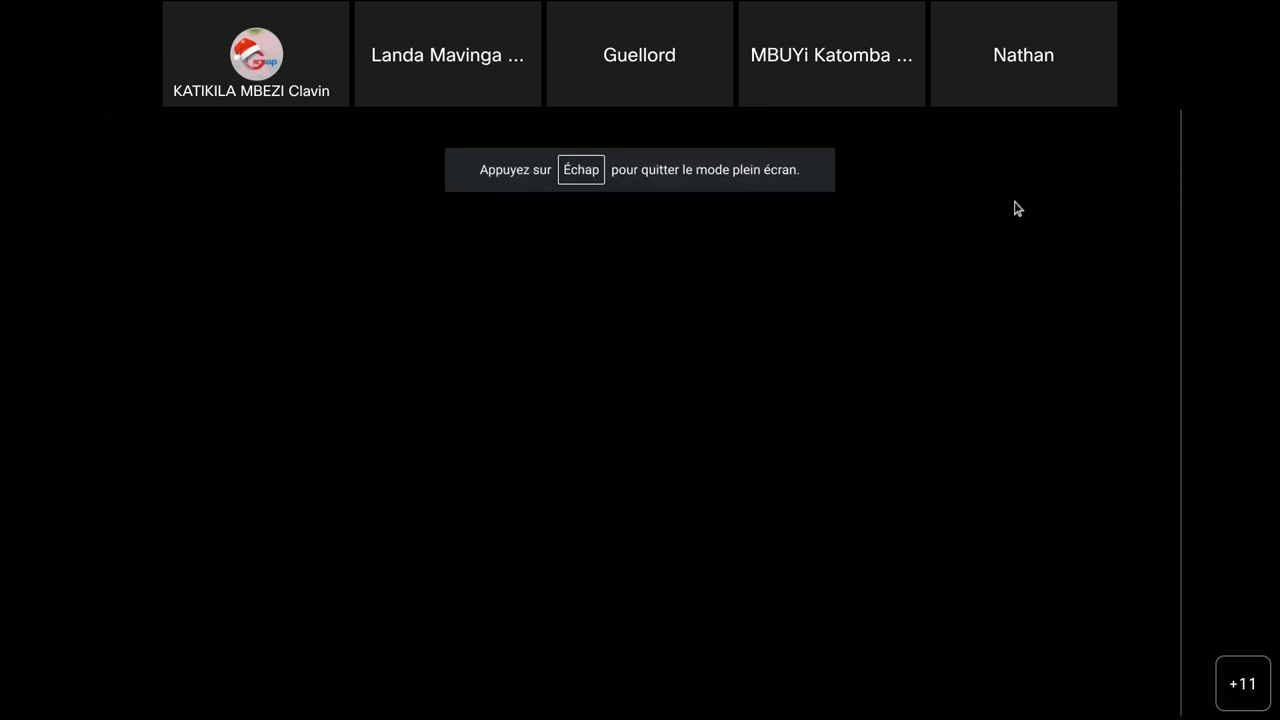 KATIKILA MBEZI Clavin
Landa Mavinga ...
Guellord
MBUYi Katomba ...
Nathan
Appuyez sur Échap pour quitter le mode plein écran.
+11